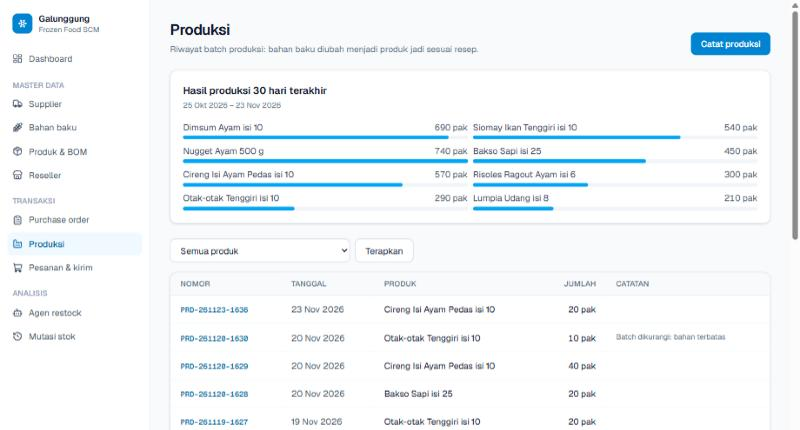 Galunggung
Frozen Food SCM
Dashboard
MASTER DATA
Supplier
Bahan baku
Produk & BOM
Reseller
TRANSAKSI
Purchase order
Produksi
Pesanan & kirim
ANALISIS
Agen restock
Mutasi stok
Produksi
Riwayat batch produksi: bahan baku diubah menjadi produk jadi sesuai resep.
Catat produksi
Hasil produksi 30 hari terakhir
25 Okt 2026 – 23 Nov 2026
Dimsum Ayam isi 10 690 pak Siomay Ikan Tenggiri isi 10 540 pak
Nugget Ayam 500 g 740 pak Bakso Sapi isi 25 450 pak
Cireng Isi Ayam Pedas isi 10 570 pak Risoles Ragout Ayam isi 6 300 pak
Otak-otak Tenggiri isi 10 290 pak Lumpia Udang isi 8 210 pak
Semua produk Terapkan
NOMOR TANGGAL PRODUK JUMLAH CATATAN
PRD-261123-1636 23 Nov 2026 Cireng Isi Ayam Pedas isi 10 20 pak
PRD-261120-1630 20 Nov 2026 Otak-otak Tenggiri isi 10 10 pak Batch dikurangi: bahan terbatas
PRD-261120-1629 20 Nov 2026 Cireng Isi Ayam Pedas isi 10 40 pak
PRD-261120-1628 20 Nov 2026 Bakso Sapi isi 25 20 pak
PRD-261119-1627 19 Nov 2026 Otak-otak Tenggiri isi 10 20 pak